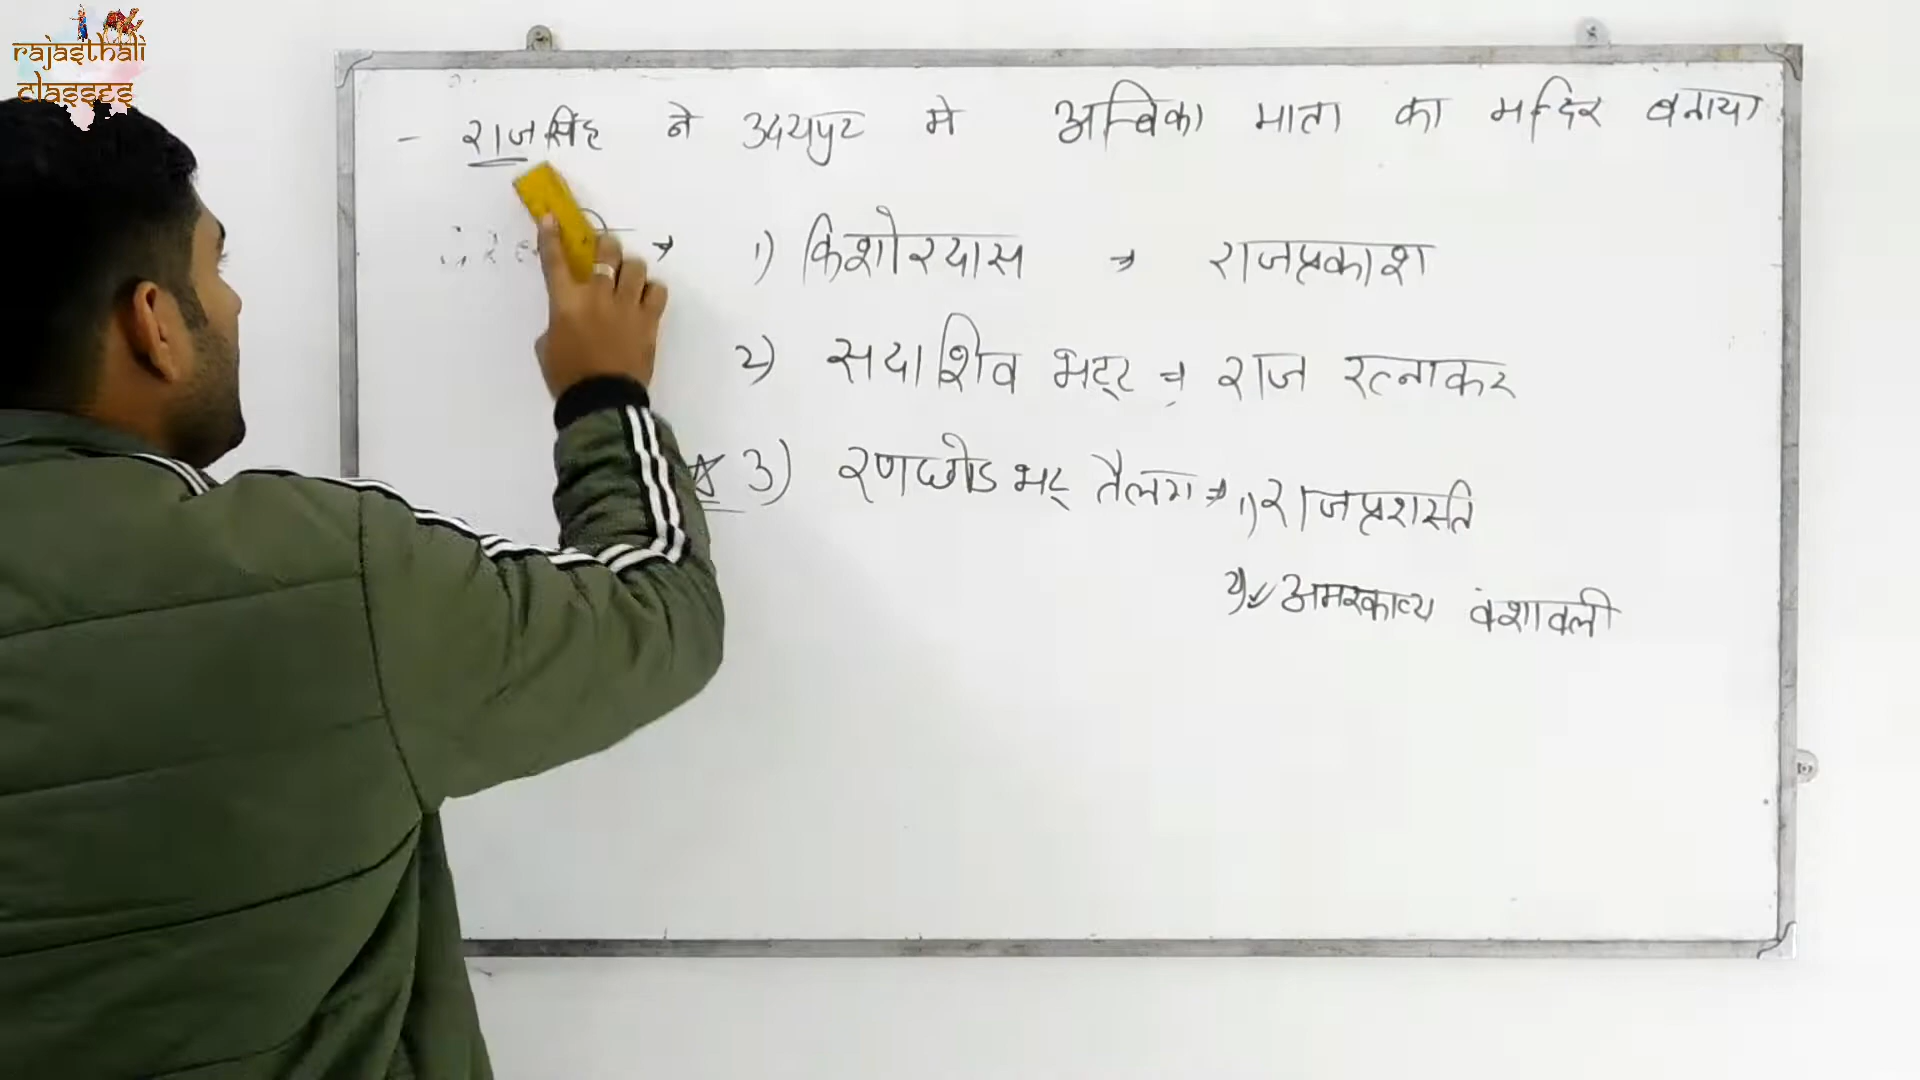 rajasthali
classes
- राजसिंह ने उदयपुर मे अम्बिका माता का मन्दिर बनाया
→ 1) किशोरदास → राजप्रकाश
2) सदाशिव भट्ट → राज रत्नाकर
☆ 3) रणछोड भट् तैलग → 1) राजप्रशस्ति
2) अमरकाव्य वंशावली